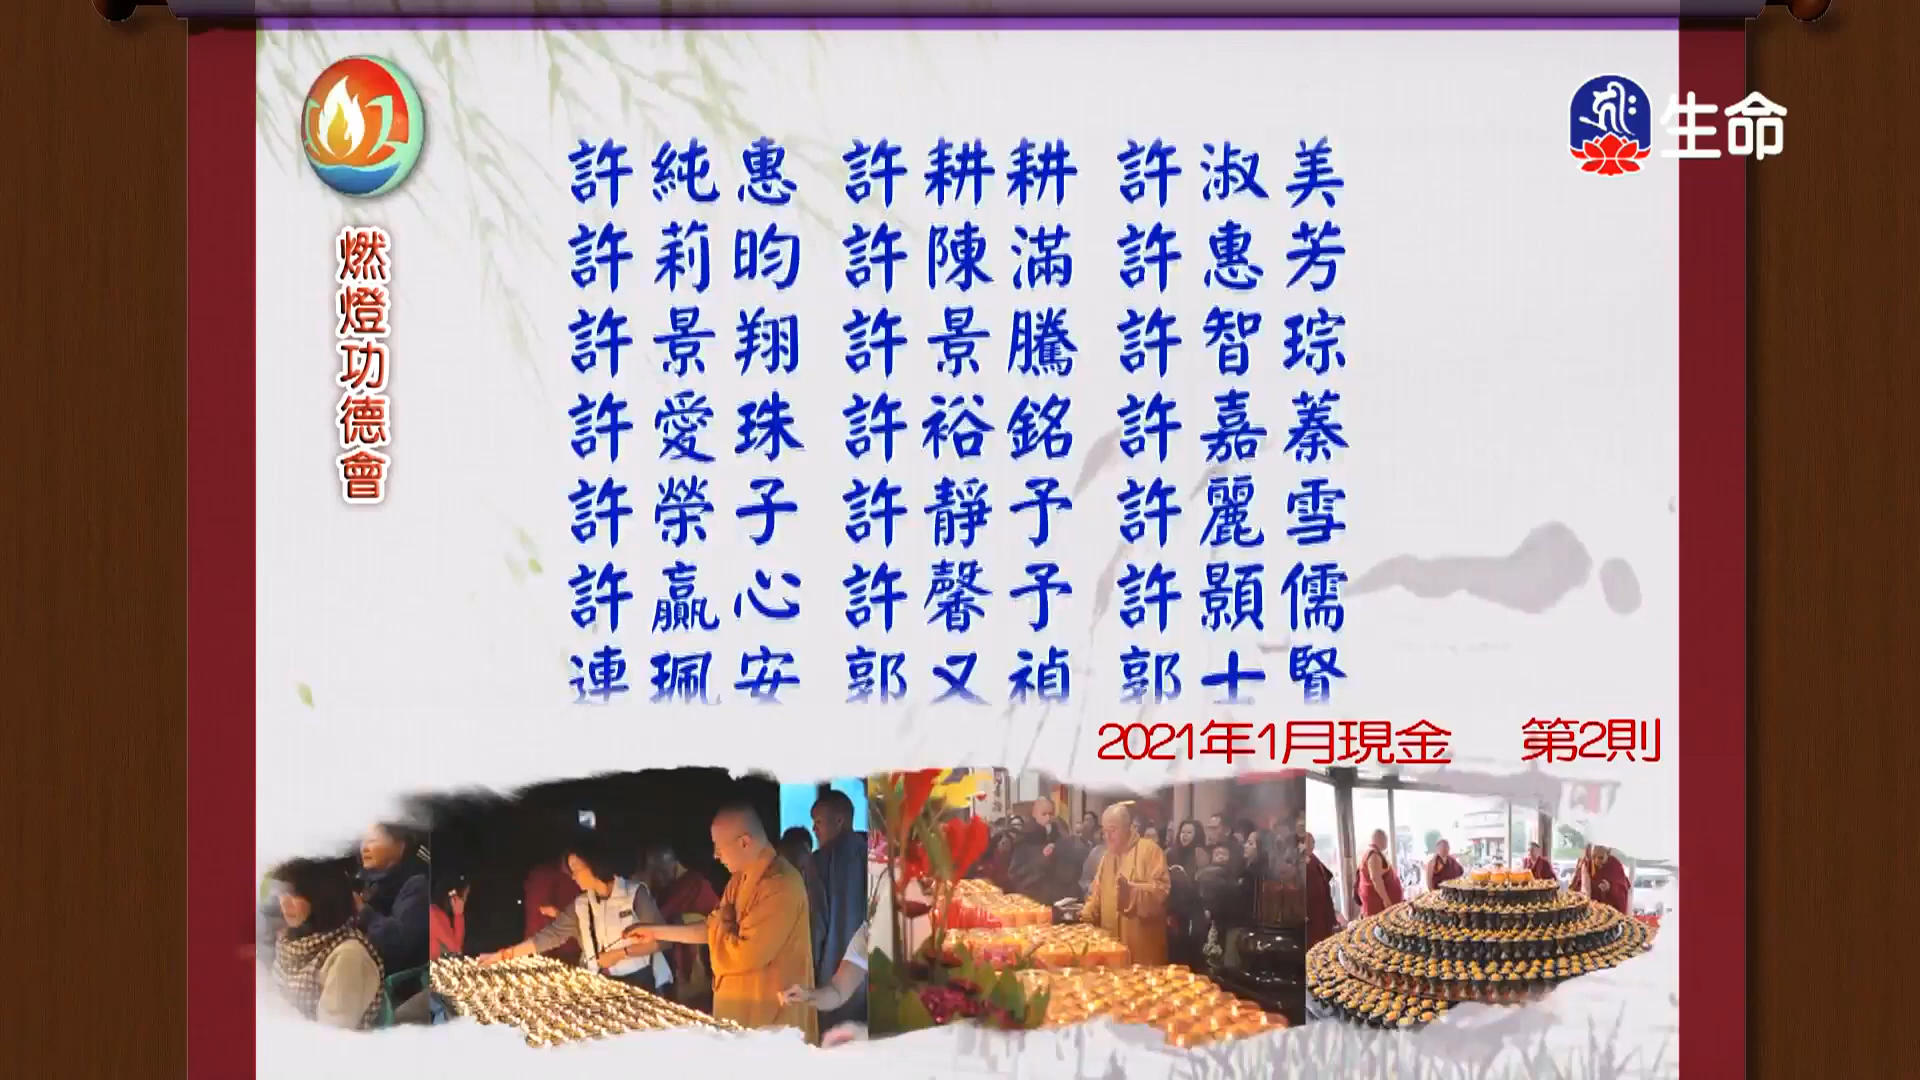 生命
燃燈功德會
許純惠 許耕耕 許淑美
許莉昀 許陳滿 許惠芳
許景翔 許景騰 許智琮
許愛珠 許裕銘 許嘉蓁
許榮子 許靜予 許麗雪
許贏心 許馨予 許顥儒
連珮安 郭又禎 郭士賢
2021年1月現金 第2則